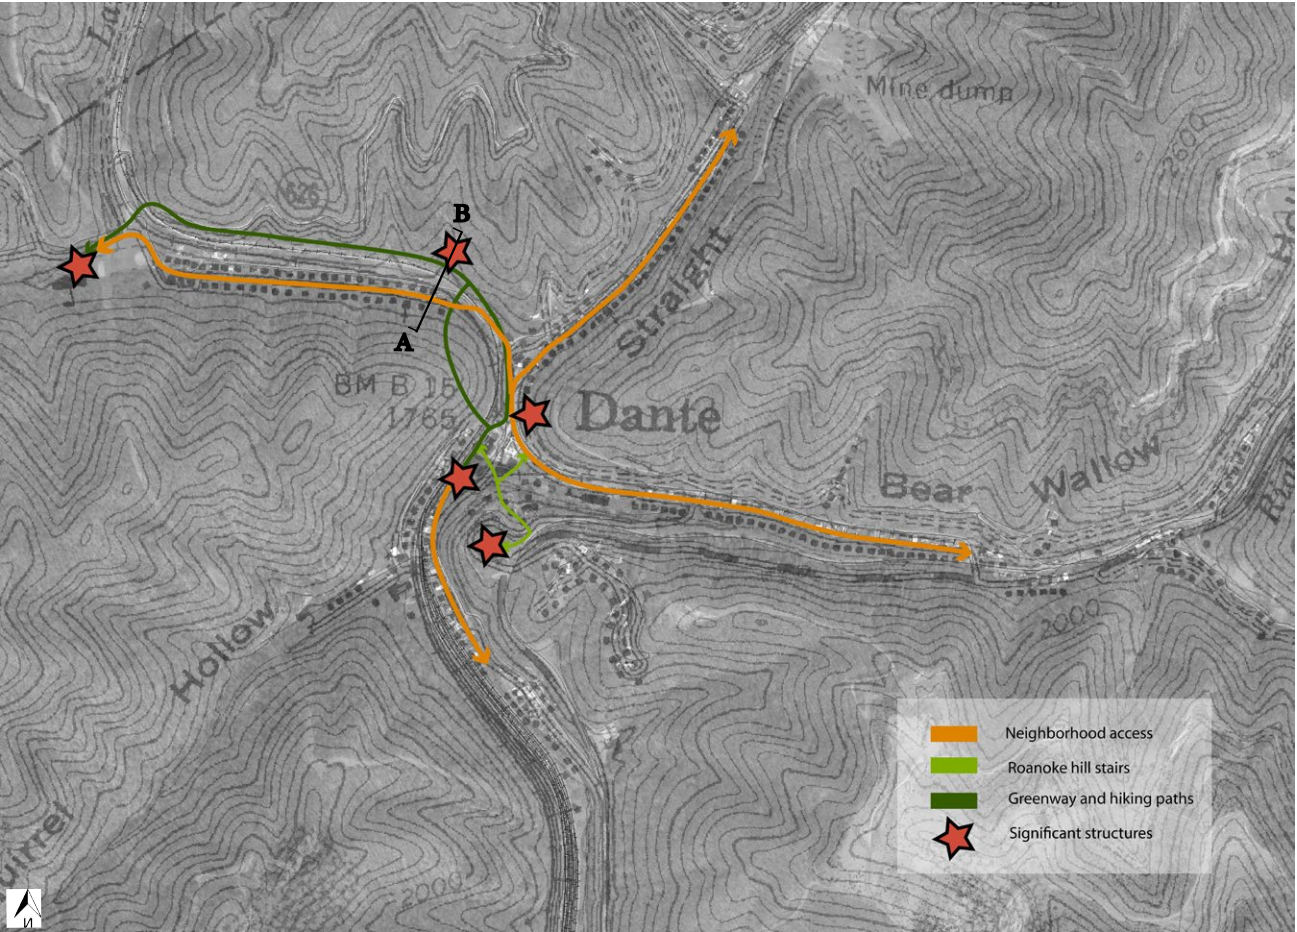 Mine dump
2600
626
B
A
Straight
BM B 15
1765
Dante
Bear
Wallow
Hollow
2000
Neighborhood access
Roanoke hill stairs
Greenway and hiking paths
Significant structures
2000
N